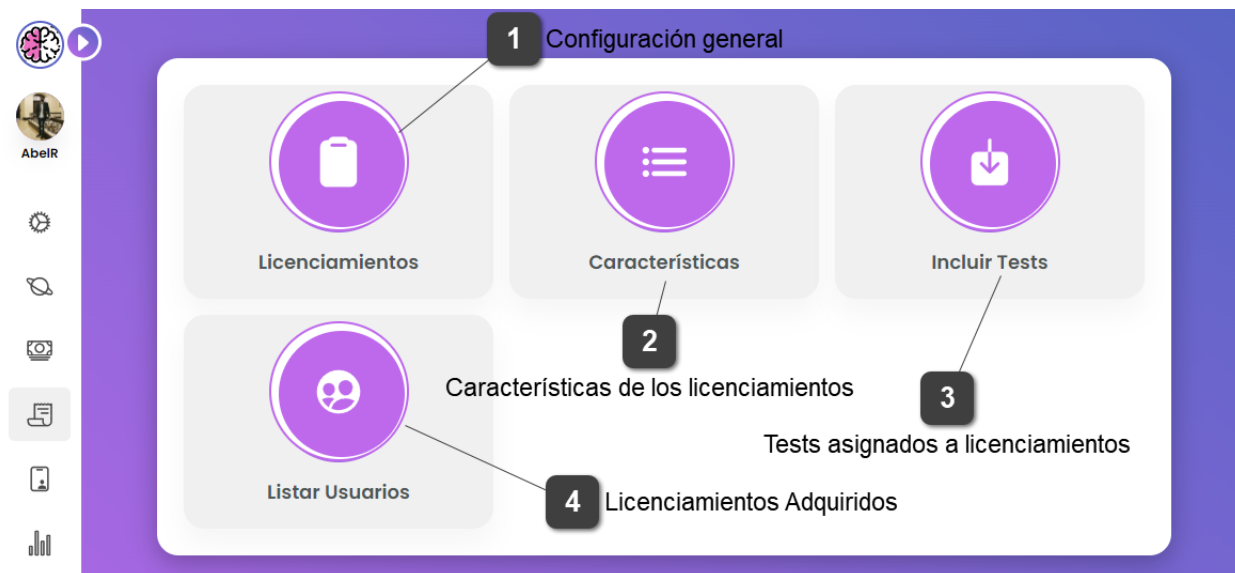 1 Configuración general
AbelR
Licenciamientos
Características
Incluir Tests
2
Características de los licenciamientos
3
Tests asignados a licenciamientos
Listar Usuarios
4 Licenciamientos Adquiridos